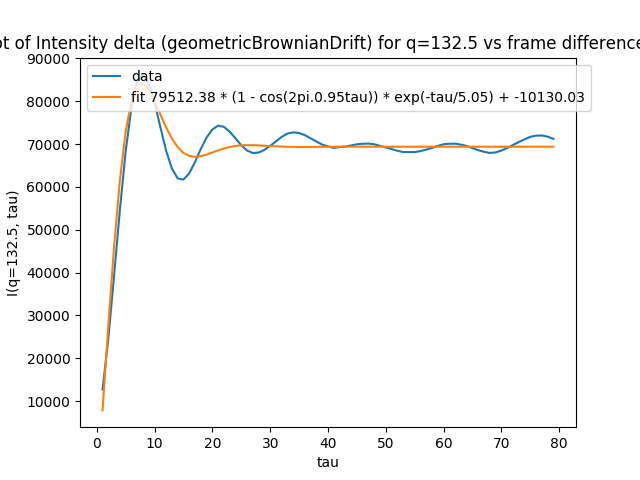 ot of Intensity delta (geometricBrownianDrift) for q=132.5 vs frame difference
data
fit 79512.38 * (1 - cos(2pi.0.95tau)) * exp(-tau/5.05) + -10130.03
90000
80000
70000
60000
50000
40000
30000
20000
10000
I(q=132.5, tau)
0 10 20 30 40 50 60 70 80
tau